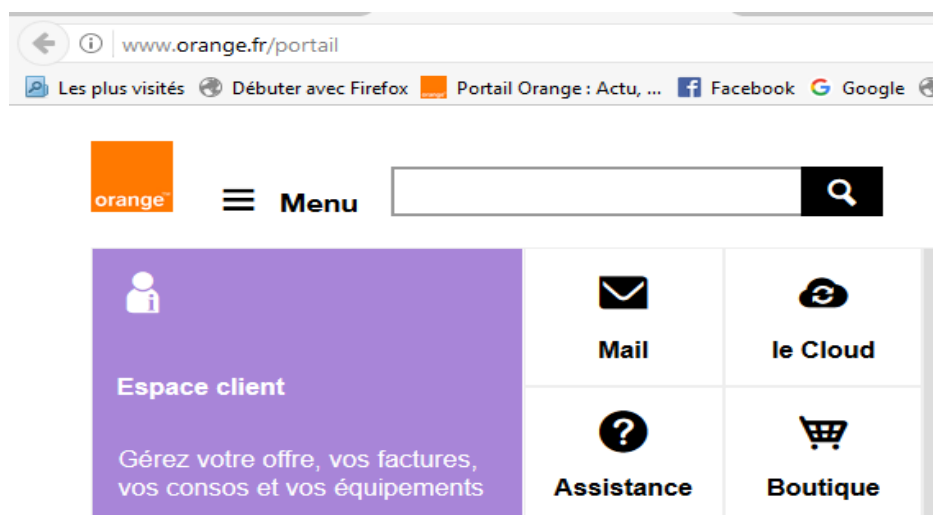 www.orange.fr/portail
Les plus visités Débuter avec Firefox Portail Orange : Actu, ... Facebook Google
orange™ Menu
Mail le Cloud
Espace client
Gérez votre offre, vos factures,
vos consos et vos équipements
Assistance Boutique